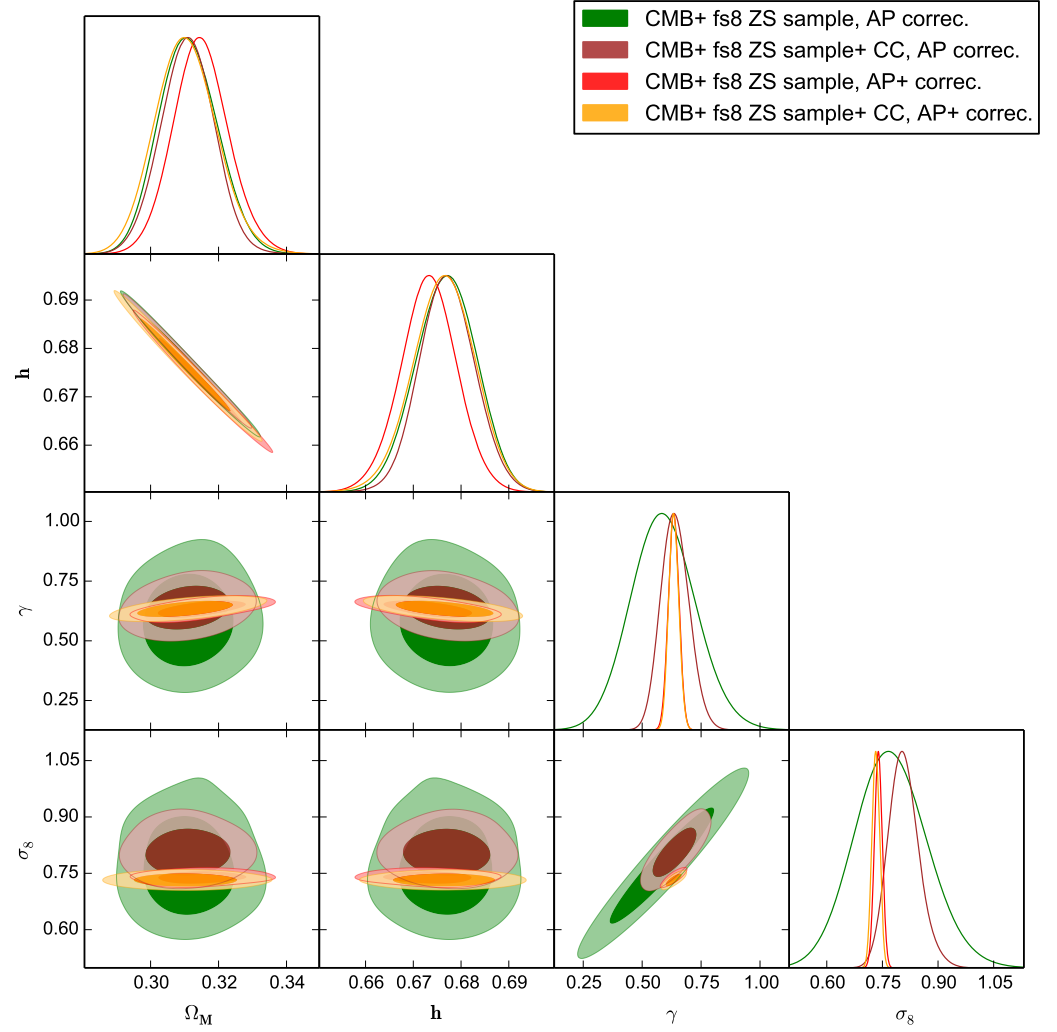 CMB+ fs8 ZS sample, AP correc.
CMB+ fs8 ZS sample+ CC, AP correc.
CMB+ fs8 ZS sample, AP+ correc.
CMB+ fs8 ZS sample+ CC, AP+ correc.
0.69
0.68
0.67
0.66
h
1.00
0.75
0.50
0.25
γ
1.05
0.90
0.75
0.60
σ8
0.30 0.32 0.34 0.66 0.67 0.68 0.69 0.25 0.50 0.75 1.00 0.60 0.75 0.90 1.05
ΩM h γ σ8